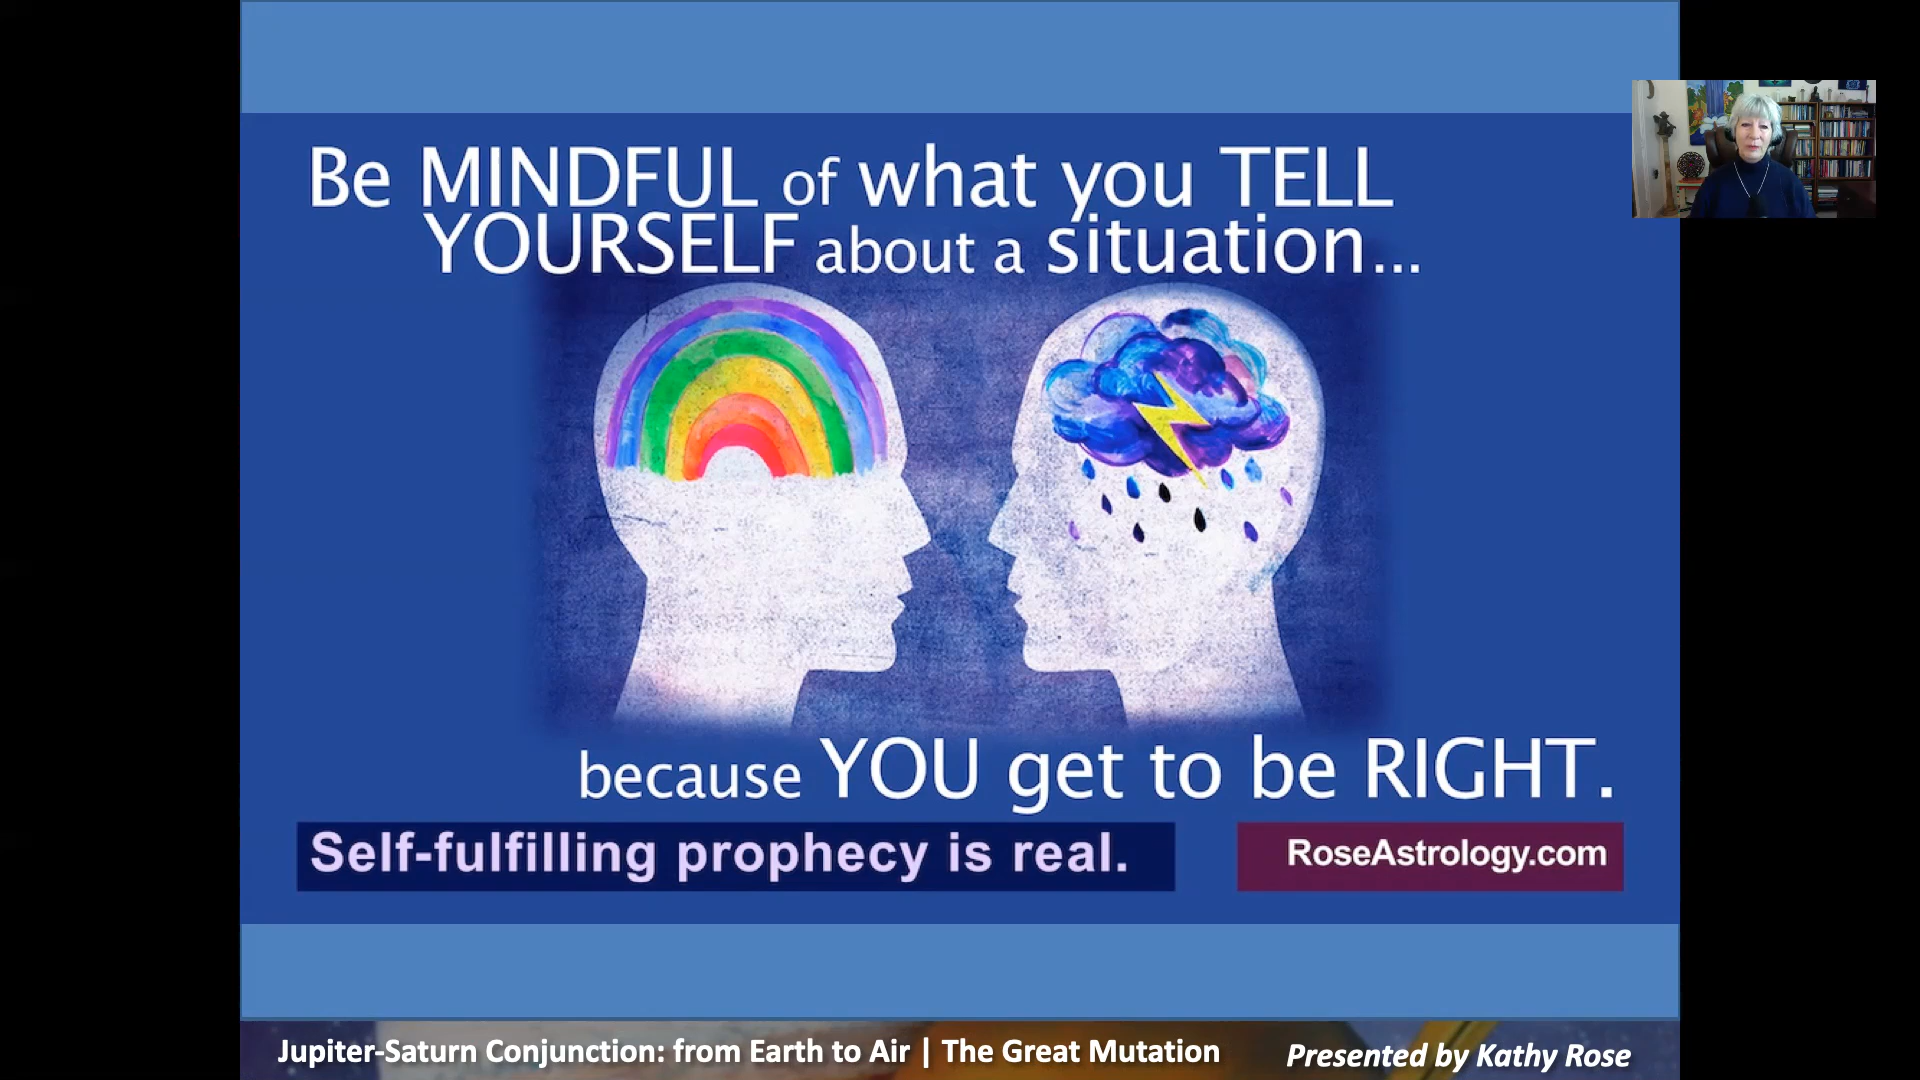 Be MINDFUL of what you TELL
YOURSELF about a situation...
because YOU get to be RIGHT.
Self-fulfilling prophecy is real.
RoseAstrology.com
Jupiter-Saturn Conjunction: from Earth to Air | The Great Mutation
Presented by Kathy Rose